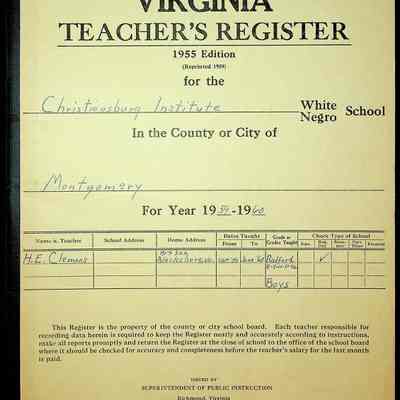 VIRGINIA
TEACHER'S REGISTER
1955 Edition
(Reprinted 1959)
for the
Christiansburg Institute White Negro School
In the County or City of
Montgomery
For Year 1959-1960
Name of Teacher School Address Home Address Dates Taught From To Grade or Grades Taught Check Type of School
H.E. Clemens Box Blacksburg, Va. June '60
Boys
This Register is the property of the county or city school board. Each teacher responsible for
recording data herein is required to keep the Register neatly and accurately according to instructions,
make all reports promptly and return the Register at the close of school to the office of the school board
where it should be checked for accuracy and completeness before the teacher's salary for the last month
is paid.
ISSUED BY
SUPERINTENDENT OF PUBLIC INSTRUCTION
Richmond, Virginia